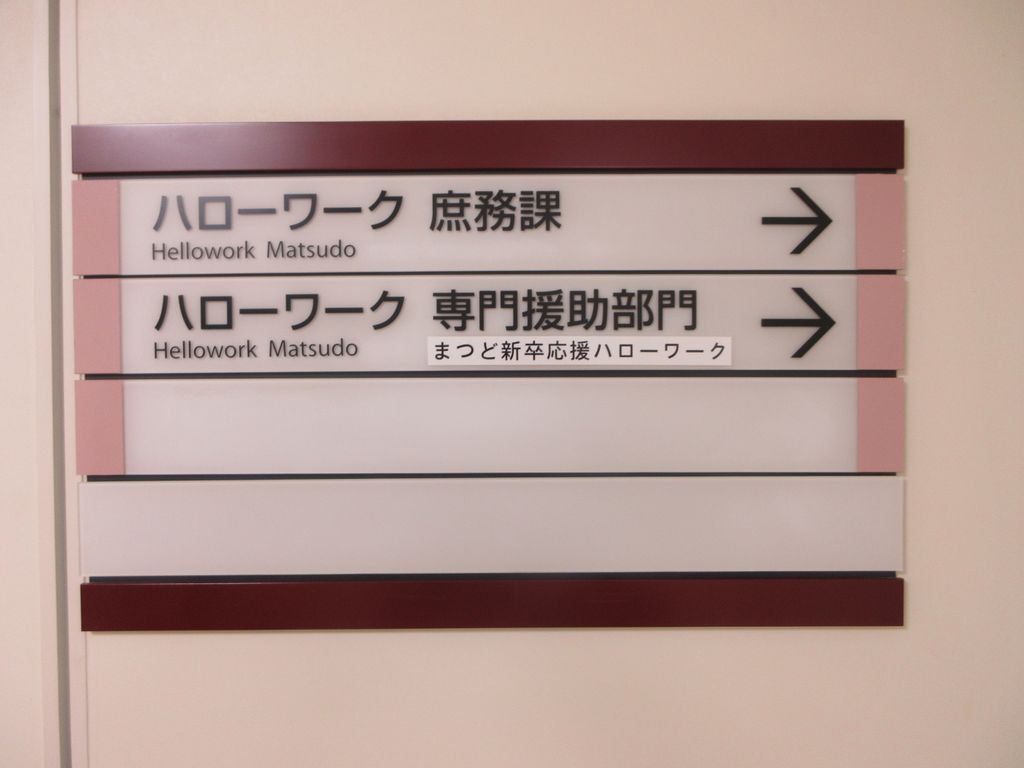 ハローワーク 庶務課 →
Hellowork Matsudo
ハローワーク 専門援助部門 →
Hellowork Matsudo まつど新卒応援ハローワーク